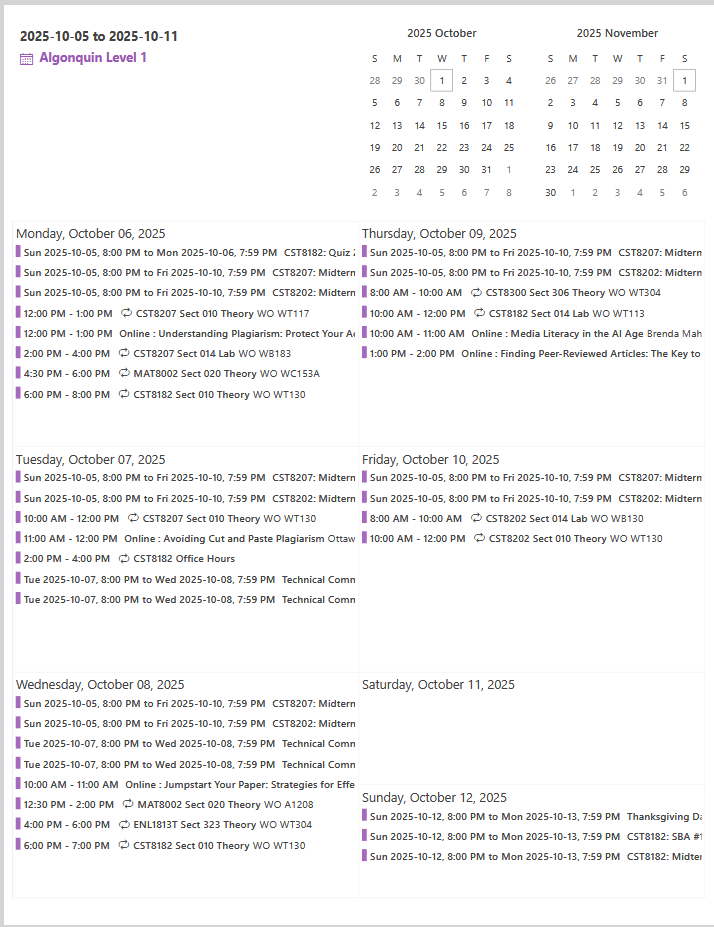 2025-10-05 to 2025-10-11
Algonquin Level 1
2025 October
S M T W T F S
28 29 30 1 2 3 4
5 6 7 8 9 10 11
12 13 14 15 16 17 18
19 20 21 22 23 24 25
26 27 28 29 30 31 1
2 3 4 5 6 7 8
2025 November
S M T W T F S
26 27 28 29 30 31 1
2 3 4 5 6 7 8
9 10 11 12 13 14 15
16 17 18 19 20 21 22
23 24 25 26 27 28 29
30 1 2 3 4 5 6
Monday, October 06, 2025
Sun 2025-10-05, 8:00 PM to Mon 2025-10-06, 7:59 PM CST8182: Quiz
Sun 2025-10-05, 8:00 PM to Fri 2025-10-10, 7:59 PM CST8207: Midterm
Sun 2025-10-05, 8:00 PM to Fri 2025-10-10, 7:59 PM CST8202: Midterm
12:00 PM - 1:00 PM CST8207 Sect 010 Theory WO WT117
12:00 PM - 1:00 PM Online : Understanding Plagiarism: Protect Your A
2:00 PM - 4:00 PM CST8207 Sect 014 Lab WO WB183
4:30 PM - 6:00 PM MAT8002 Sect 020 Theory WO WC153A
6:00 PM - 8:00 PM CST8182 Sect 010 Theory WO WT130
Tuesday, October 07, 2025
Sun 2025-10-05, 8:00 PM to Fri 2025-10-10, 7:59 PM CST8207: Midterm
Sun 2025-10-05, 8:00 PM to Fri 2025-10-10, 7:59 PM CST8202: Midterm
10:00 AM - 12:00 PM CST8207 Sect 010 Theory WO WT130
11:00 AM - 12:00 PM Online : Avoiding Cut and Paste Plagiarism Ottaw
2:00 PM - 4:00 PM CST8182 Office Hours
Tue 2025-10-07, 8:00 PM to Wed 2025-10-08, 7:59 PM Technical Comm
Tue 2025-10-07, 8:00 PM to Wed 2025-10-08, 7:59 PM Technical Comm
Wednesday, October 08, 2025
Sun 2025-10-05, 8:00 PM to Fri 2025-10-10, 7:59 PM CST8207: Midterm
Sun 2025-10-05, 8:00 PM to Fri 2025-10-10, 7:59 PM CST8202: Midterm
Tue 2025-10-07, 8:00 PM to Wed 2025-10-08, 7:59 PM Technical Comm
Tue 2025-10-07, 8:00 PM to Wed 2025-10-08, 7:59 PM Technical Comm
10:00 AM - 11:00 AM Online : Jumpstart Your Paper: Strategies for Effe
12:30 PM - 2:00 PM MAT8002 Sect 020 Theory WO A1208
4:00 PM - 6:00 PM ENL1813T Sect 323 Theory WO WT304
6:00 PM - 7:00 PM CST8182 Sect 010 Theory WO WT130
Thursday, October 09, 2025
Sun 2025-10-05, 8:00 PM to Fri 2025-10-10, 7:59 PM CST8207: Midterm
Sun 2025-10-05, 8:00 PM to Fri 2025-10-10, 7:59 PM CST8202: Midterm
8:00 AM - 10:00 AM CST8300 Sect 306 Theory WO WT304
10:00 AM - 12:00 PM CST8182 Sect 014 Lab WO WT113
10:00 AM - 11:00 AM Online : Media Literacy in the AI Age Brenda Mah
1:00 PM - 2:00 PM Online : Finding Peer-Reviewed Articles: The Key to
Friday, October 10, 2025
Sun 2025-10-05, 8:00 PM to Fri 2025-10-10, 7:59 PM CST8207: Midterm
Sun 2025-10-05, 8:00 PM to Fri 2025-10-10, 7:59 PM CST8202: Midterm
8:00 AM - 10:00 AM CST8202 Sect 014 Lab WO WB130
10:00 AM - 12:00 PM CST8202 Sect 010 Theory WO WT130
Saturday, October 11, 2025
Sunday, October 12, 2025
Sun 2025-10-12, 8:00 PM to Mon 2025-10-13, 7:59 PM Thanksgiving Da
Sun 2025-10-12, 8:00 PM to Mon 2025-10-13, 7:59 PM CST8182: SBA #1
Sun 2025-10-12, 8:00 PM to Mon 2025-10-13, 7:59 PM CST8182: Midter